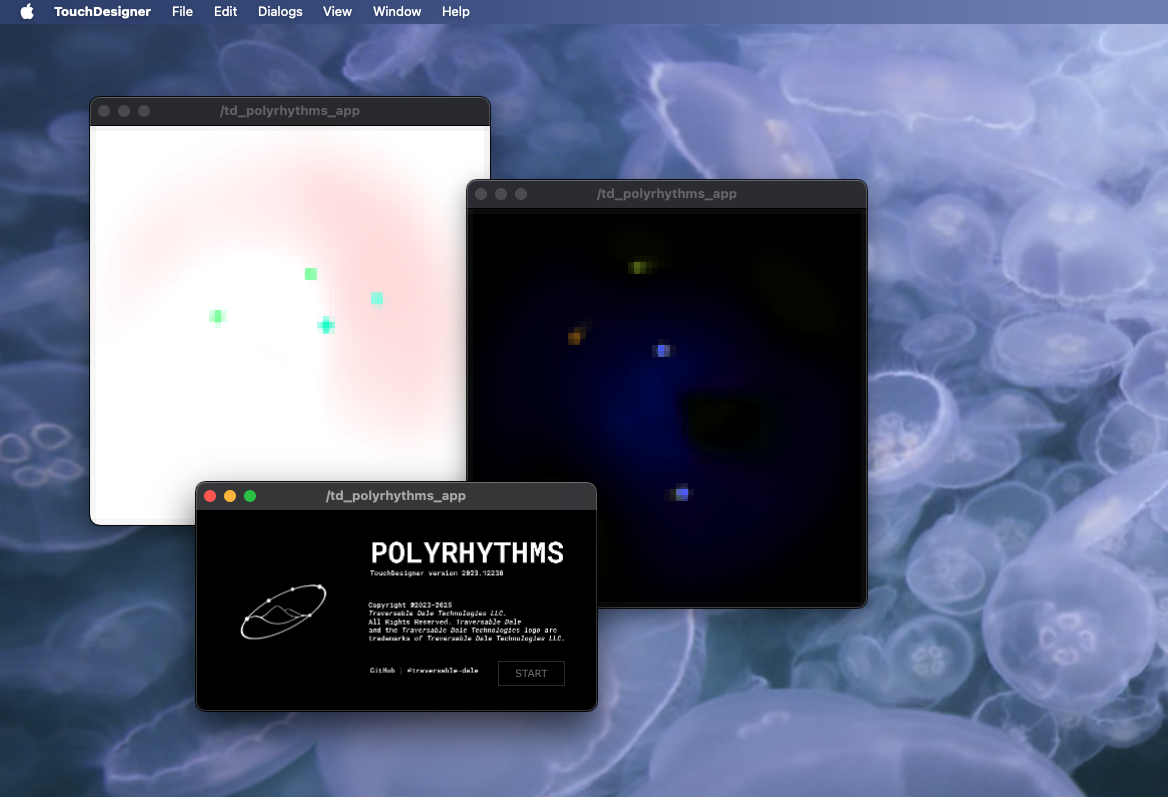 TouchDesigner File Edit Dialogs View Window Help
/td_polyrhythms_app
/td_polyrhythms_app
/td_polyrhythms_app
POLYRHYTHMS
TouchDesigner version 2023.12230
Copyright ©2023-2025
Traversable Dale Technologies LLC.
All Rights Reserved. Traversable Dale
and the Traversable Dale Technologies logo are
trademarks of Traversable Dale Technologies LLC.
GitHub | @traversable-dale
START